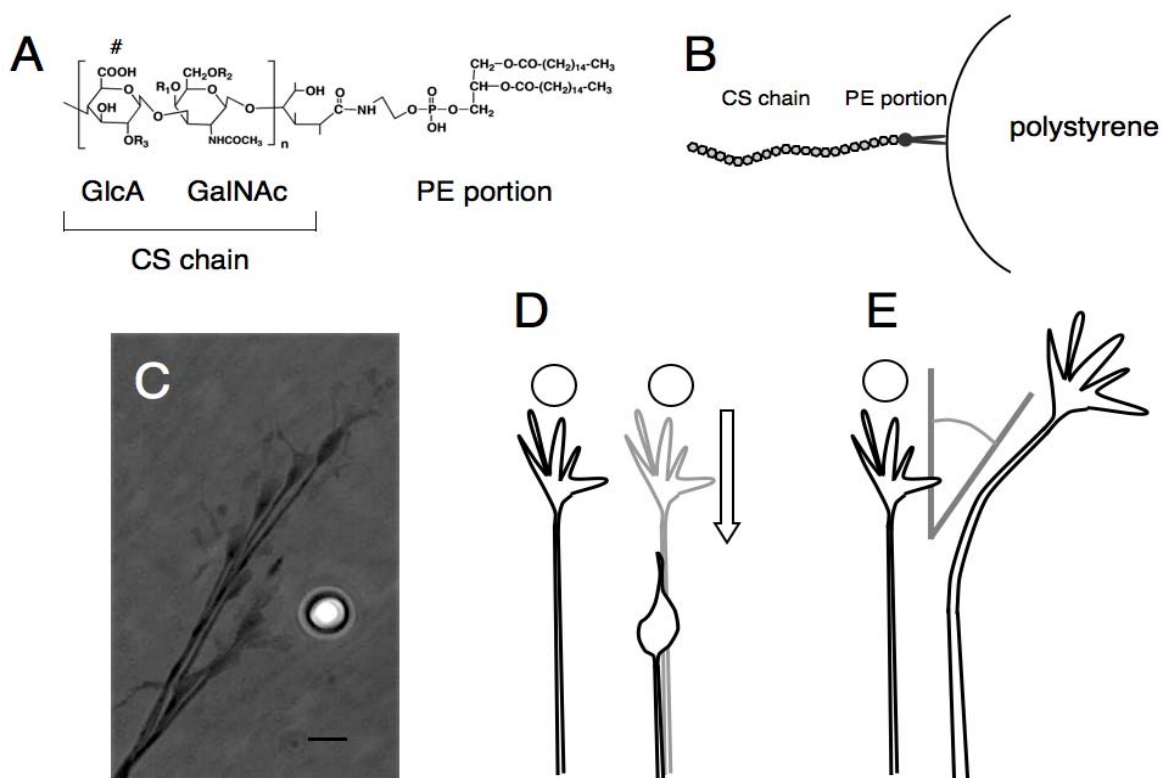 A
#
COOH
OH
OR3
O
CH2OR2
R1O
NHCOCH3
O
n
OH
O
NH
O
O
P
OH
O
CH2-O-CO-(CH2)14-CH3
CH-O-CO-(CH2)14-CH3
CH2
GlcA GalNAc PE portion
CS chain
B
CS chain PE portion
polystyrene
C
D
E